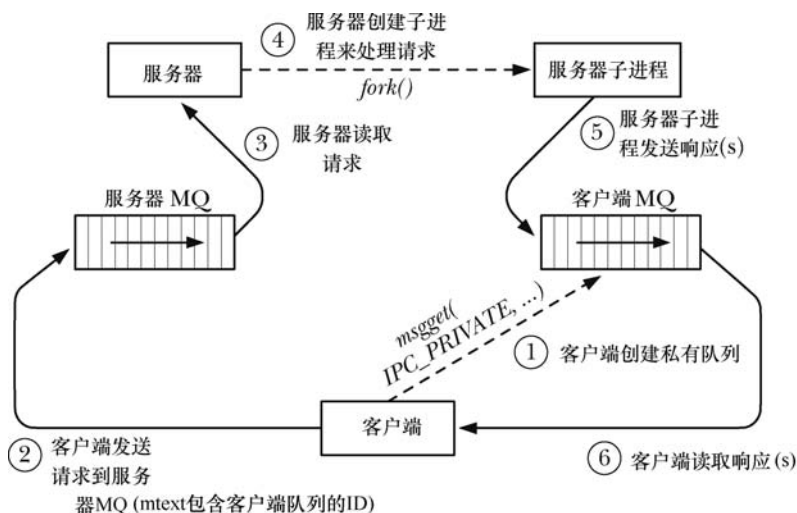 ④ 服务器创建子进
程来处理请求
服务器
fork()
服务器子进程
③ 服务器读取
请求
⑤ 服务器子进
程发送响应(s)
服务器 MQ
客户端 MQ
msgget(
IPC_PRIVATE, ...)
① 客户端创建私有队列
客户端
② 客户端发送
请求到服务
器MQ (mtext包含客户端队列的ID)
⑥ 客户端读取响应 (s)